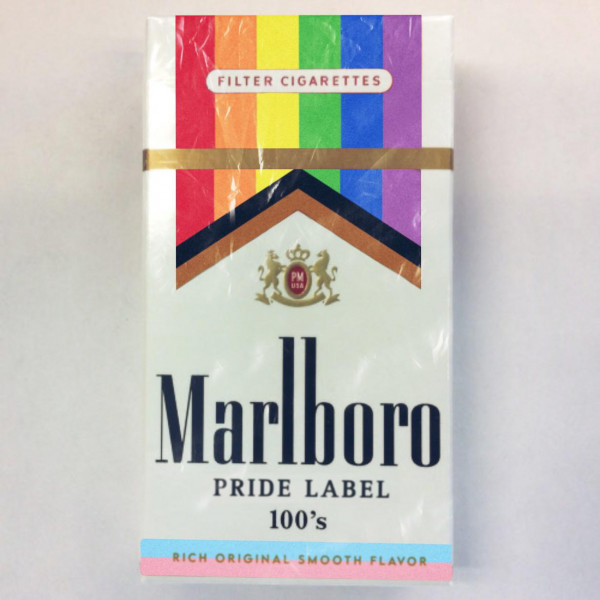 FILTER CIGARETTES
PM
USA
Marlboro
PRIDE LABEL
100's
RICH ORIGINAL SMOOTH FLAVOR